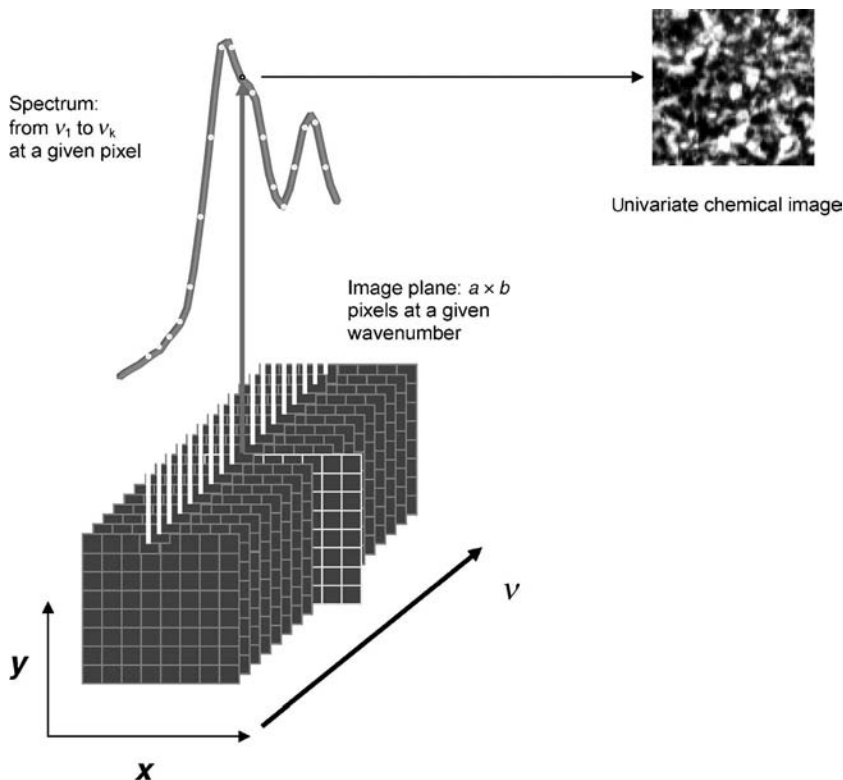 Spectrum:
from ν₁ to νₖ
at a given pixel
Univariate chemical image
Image plane: a × b
pixels at a given
wavenumber
ν
y
x